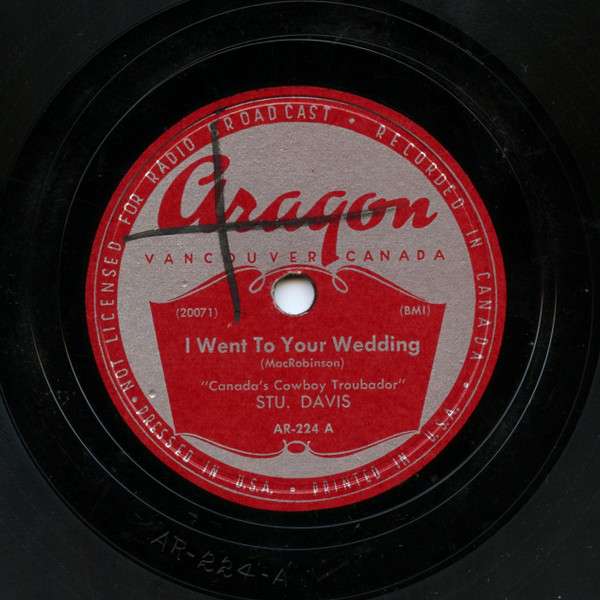 NOT LICENSED FOR RADIO BROADCAST • RECORDED IN CANADA •
Aragon
VANCOUVER CANADA
(20071) (BMI)
I Went To Your Wedding
(MacRobinson)
"Canada's Cowboy Troubador"
STU. DAVIS
AR-224 A
PRESSED IN U.S.A. • PRINTED IN U.S.A.
AR-224-A